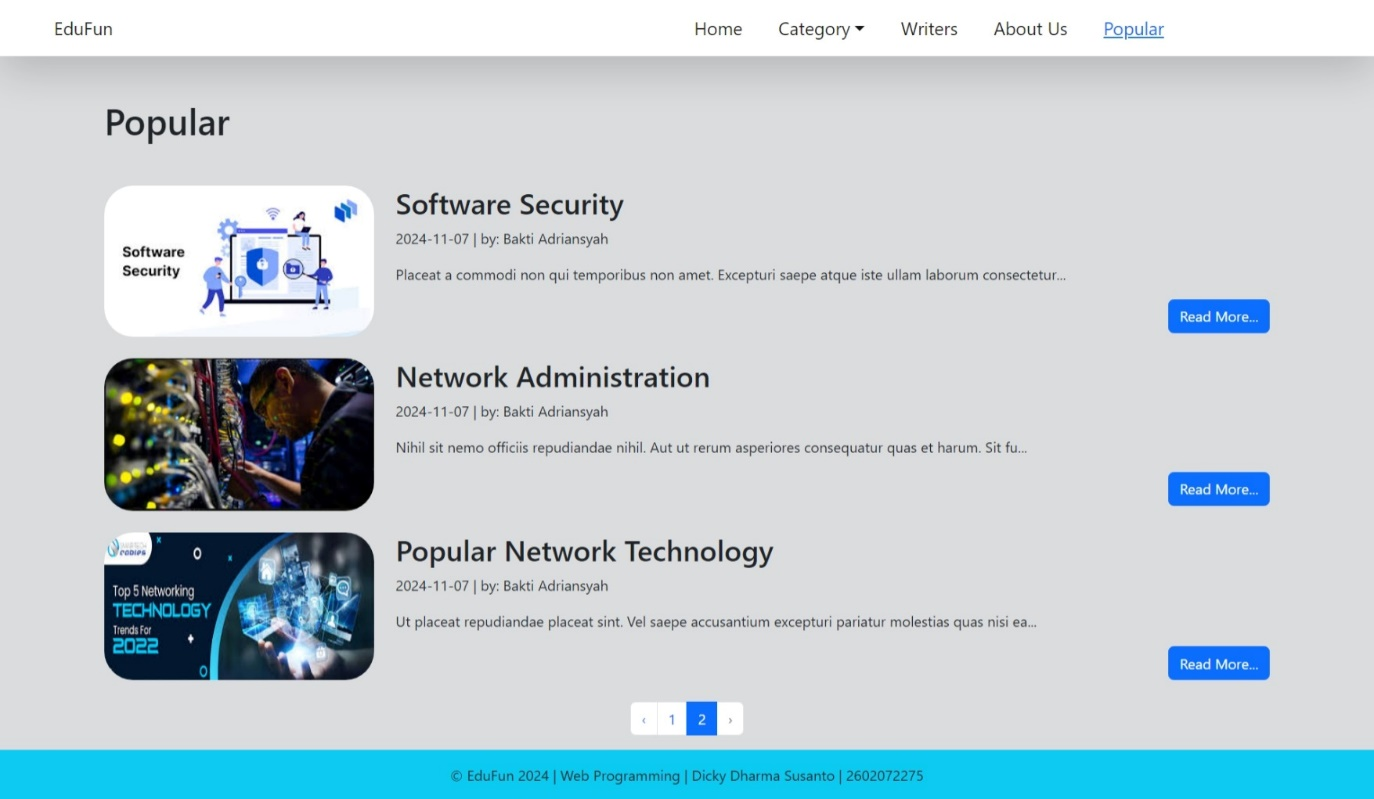 EduFun
Home
Category
Writers
About Us
Popular
Popular
Software
Security
Software Security
2024-11-07 | by: Bakti Adriansyah
Placeat a commodi non qui temporibus non amet. Excepturi saepe atque iste ullam laborum consectetur...
Read More...
Network Administration
2024-11-07 | by: Bakti Adriansyah
Nihil sit nemo officiis repudiandae nihil. Aut ut rerum asperiores consequatur quas et harum. Sit fu...
Read More...
Top 5 Networking
TECHNOLOGY
Trends For
2022
Popular Network Technology
2024-11-07 | by: Bakti Adriansyah
Ut placeat repudiandae placeat sint. Vel saepe accusantium excepturi pariatur molestias quas nisi ea...
Read More...
‹ 1 2 ›
© EduFun 2024 | Web Programming | Dicky Dharma Susanto | 2602072275